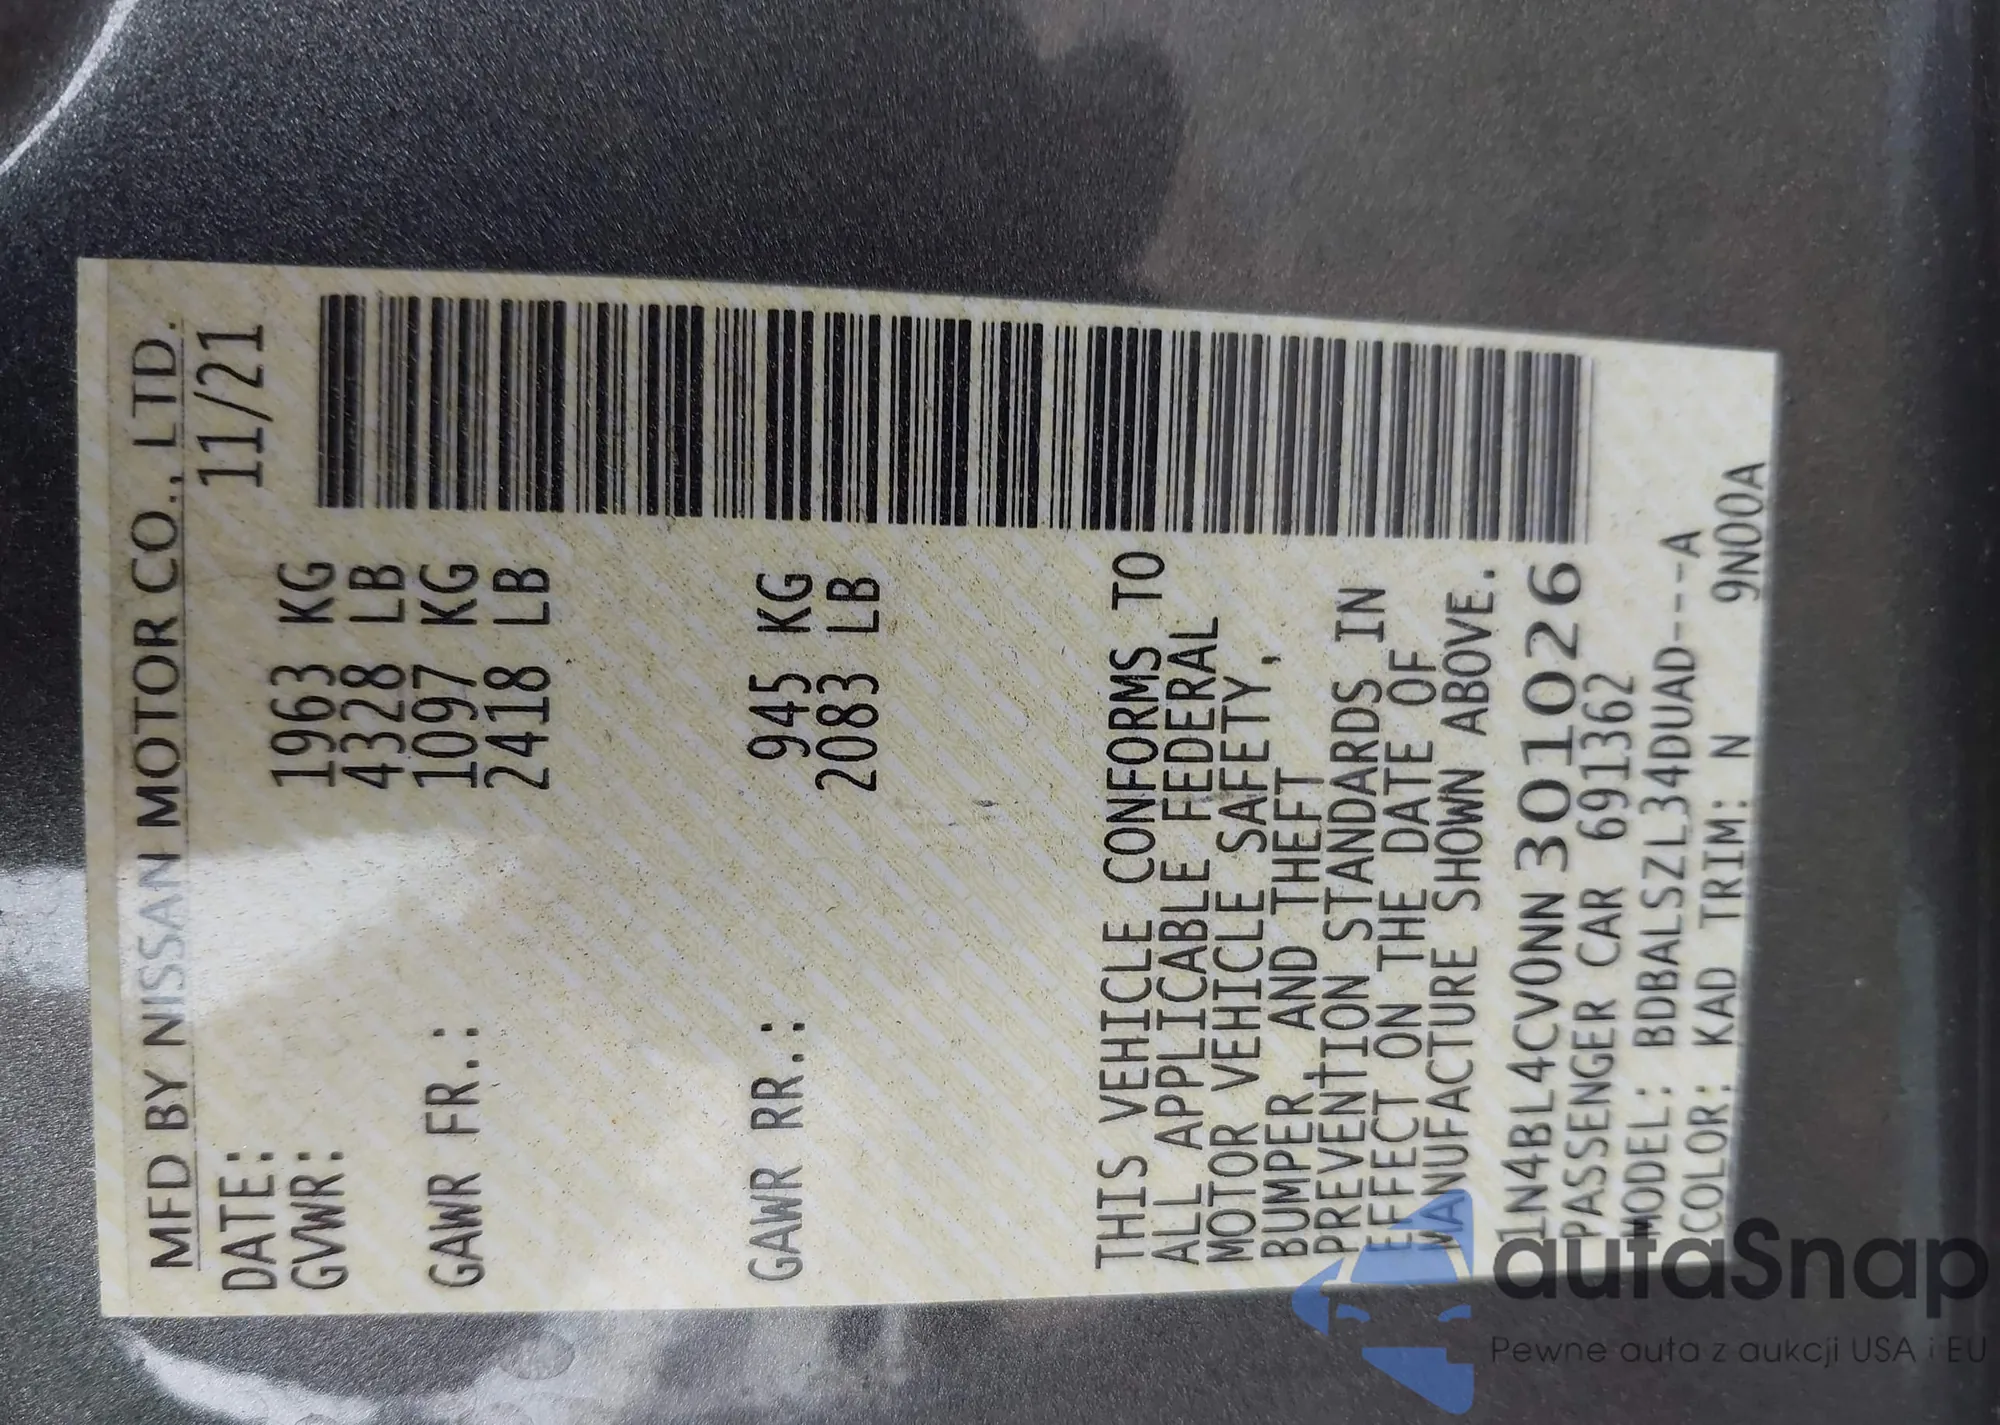 MFD BY NISSAN MOTOR CO., LTD.
DATE: 11/21
GVWR: 1963 KG
4328 LB
GAWR FR.: 1097 KG
2418 LB
GAWR RR.: 945 KG
2083 LB
THIS VEHICLE CONFORMS TO
ALL APPLICABLE FEDERAL
MOTOR VEHICLE SAFETY,
BUMPER, AND THEFT
PREVENTION STANDARDS IN
EFFECT ON THE DATE OF
MANUFACTURE SHOWN ABOVE.
1N4BL4CV0NN301026
PASSENGER CAR 691362
MODEL: BDBALSZL34DUAD---A
COLOR: KAD TRIM: N 9N00A
autaSnap
Pewne auta z aukcji USA i EU